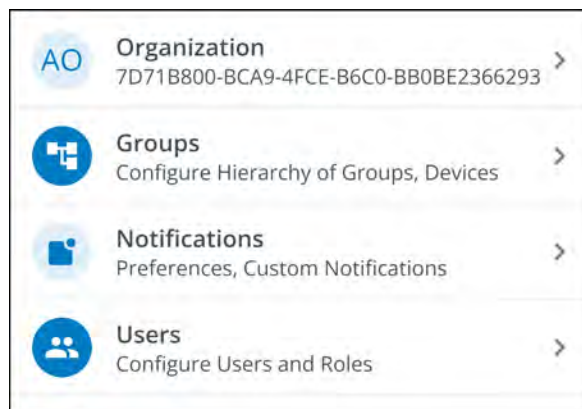 AO
Organization
7D71B800-BCA9-4FCE-B6C0-BB0BE2366293
Groups
Configure Hierarchy of Groups, Devices
Notifications
Preferences, Custom Notifications
Users
Configure Users and Roles